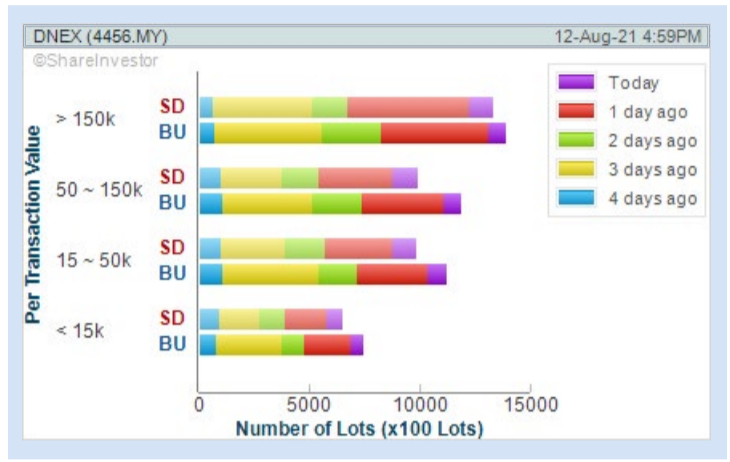 DNEX (4456.MY) 12-Aug-21 4:59PM
©ShareInvestor
Today
1 day ago
2 days ago
3 days ago
4 days ago
Per Transaction Value
> 150k
SD
BU
50 ~ 150k
SD
BU
15 ~ 50k
SD
BU
< 15k
SD
BU
0 5000 10000 15000
Number of Lots (x100 Lots)